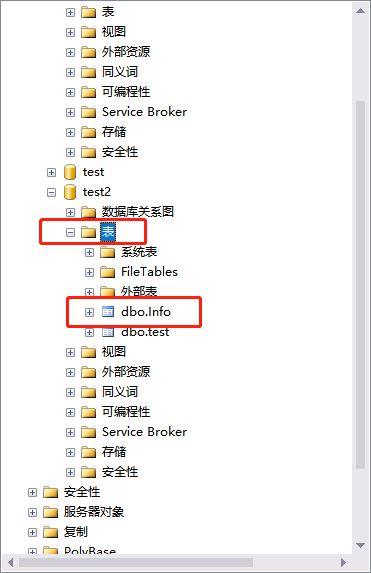 表
视图
外部资源
同义词
可编程性
Service Broker
存储
安全性
test
test2
数据库关系图
表
系统表
FileTables
外部表
dbo.Info
dbo.test
视图
外部资源
同义词
可编程性
Service Broker
存储
安全性
安全性
服务器对象
复制
PolyBase